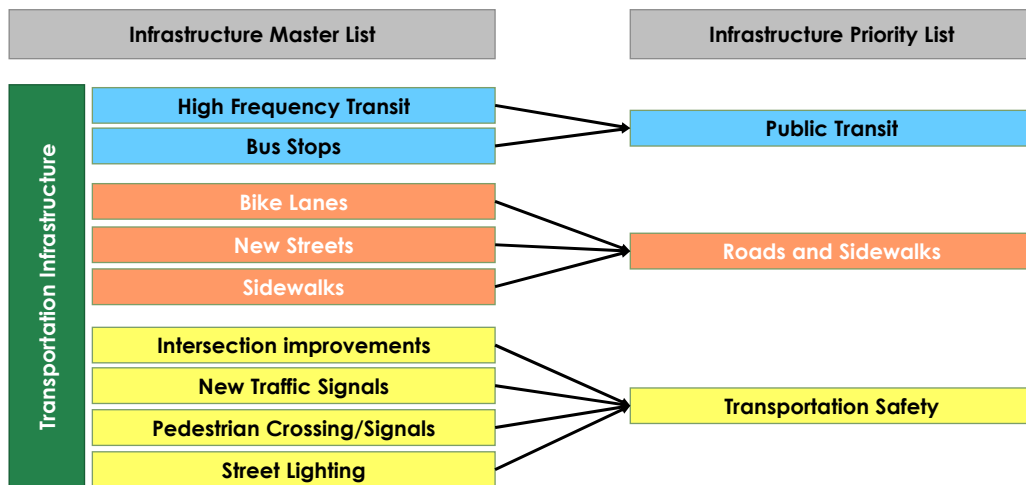 Infrastructure Master List
Infrastructure Priority List
Transportation Infrastructure
High Frequency Transit
Bus Stops
Public Transit
Bike Lanes
New Streets
Sidewalks
Roads and Sidewalks
Intersection improvements
New Traffic Signals
Pedestrian Crossing/Signals
Street Lighting
Transportation Safety